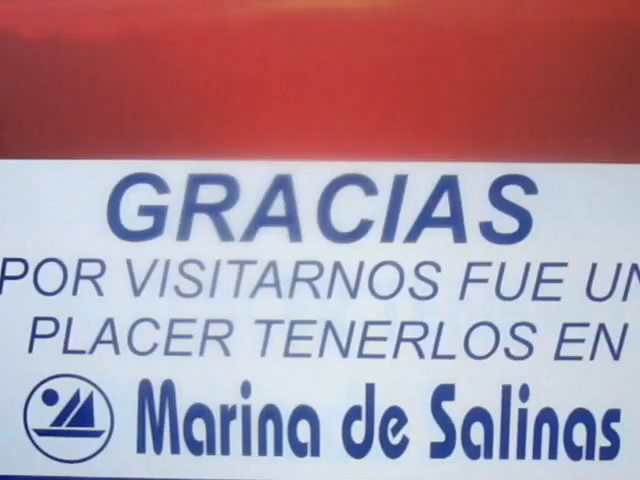 GRACIAS
POR VISITARNOS FUE UN
PLACER TENERLOS EN
Marina de Salinas